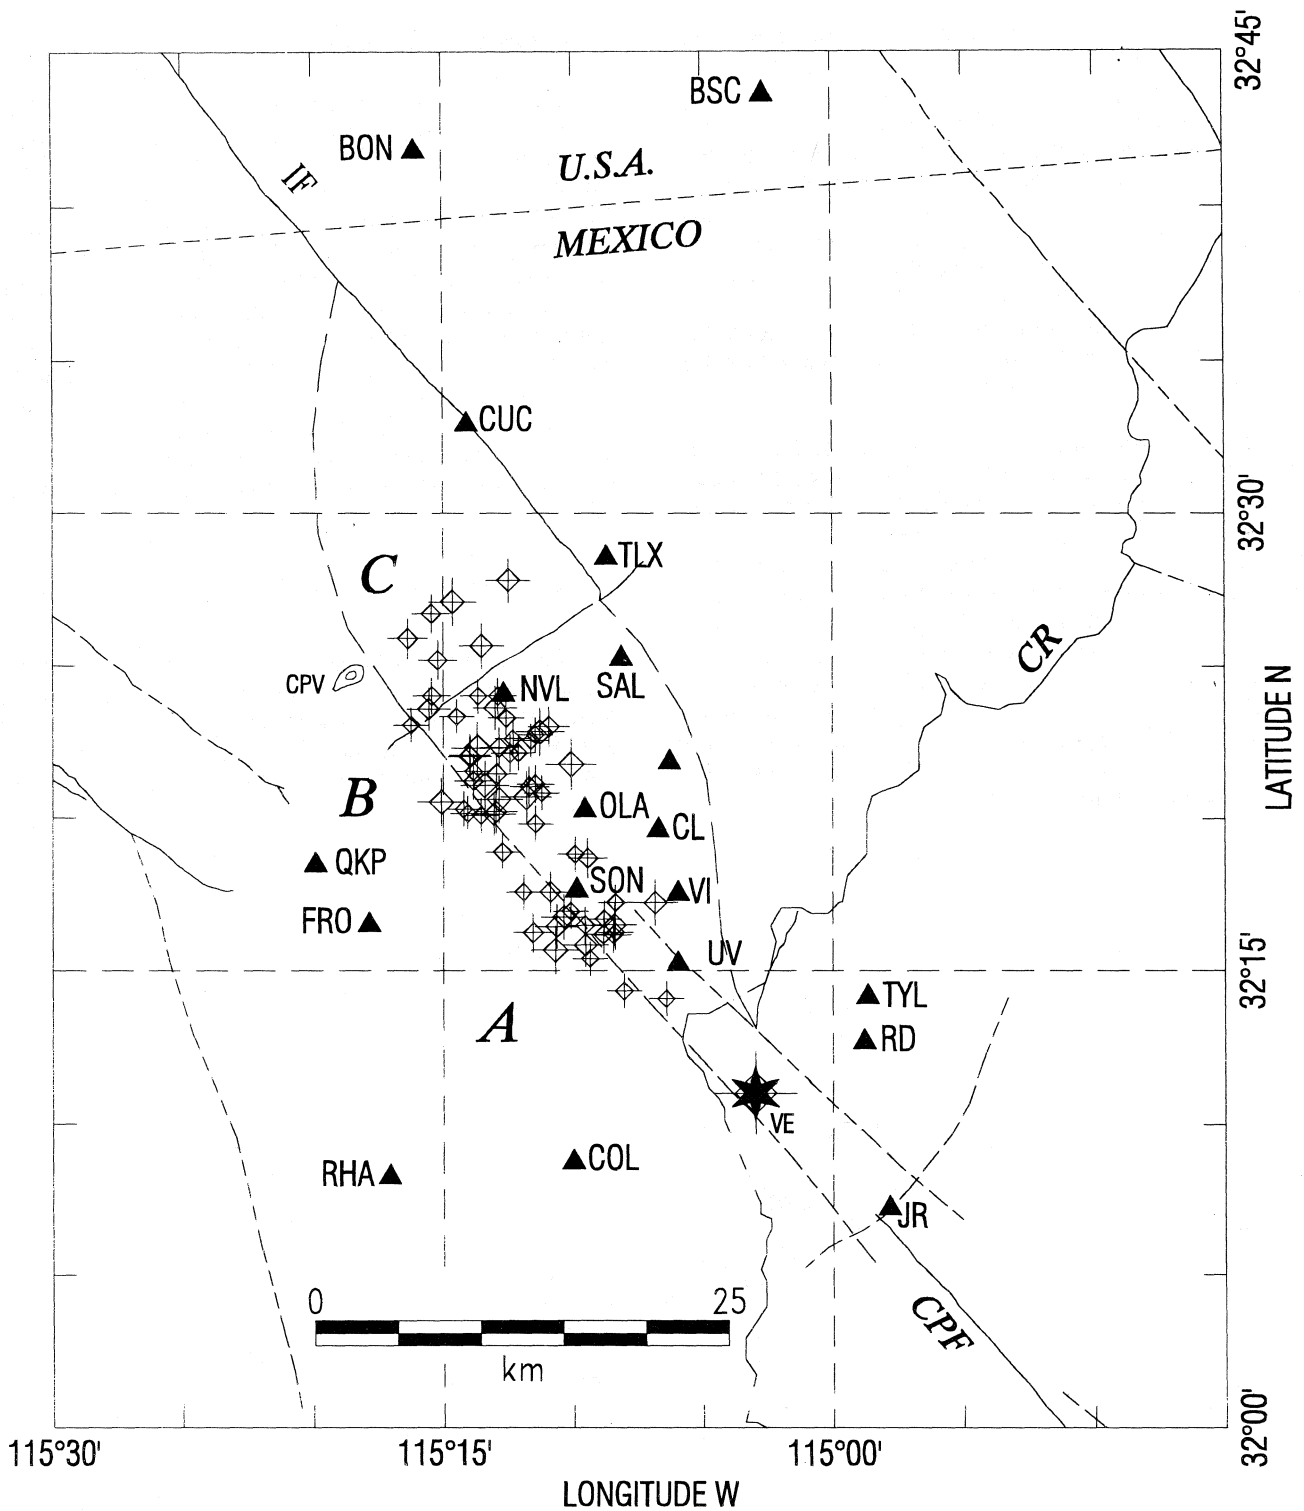 32°45'
BSC
BON
IF
U.S.A.
MEXICO
CUC
32°30'
TLX
C
CR
SAL
CPV
NVL
LATITUDE N
B
OLA
CL
QKP
SON
VI
FRO
UV
32°15'
TYL
A
RD
VE
COL
RHA
JR
0
25
CPF
km
32°00'
115°30'
115°15'
115°00'
LONGITUDE W